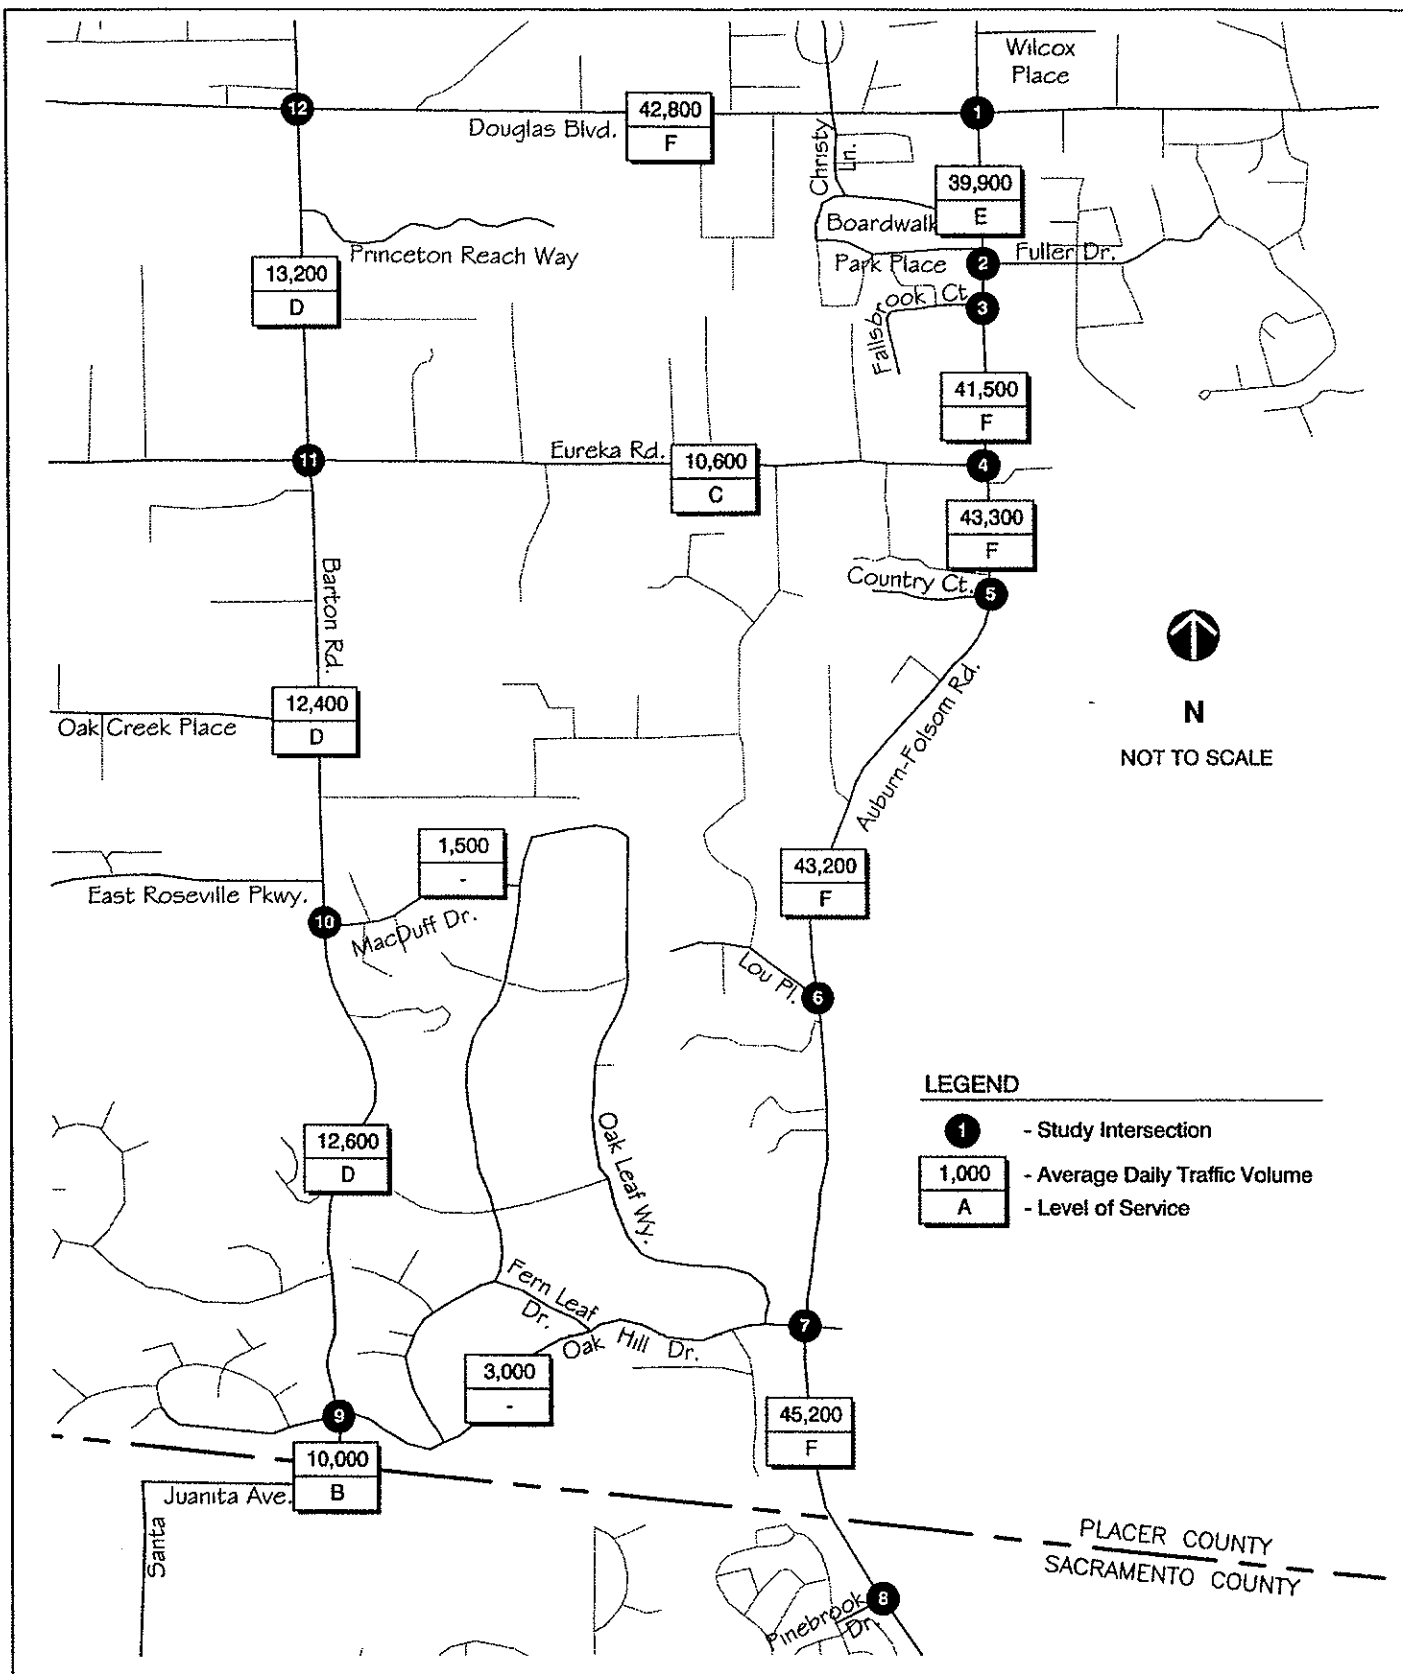 Wilcox
Place
12
1
Douglas Blvd.
42,800
F
Christy
Ln.
39,900
E
Boardwalk
Princeton Reach Way
Park Place
2
Fuller Dr.
13,200
D
Fallsbrook Ct
3
41,500
F
11
Eureka Rd.
10,600
C
4
43,300
F
Barton Rd.
Country Ct.
5
N
NOT TO SCALE
Auburn-Folsom Rd.
12,400
D
Oak Creek Place
1,500
-
43,200
F
East Roseville Pkwy.
10
MacDuff Dr.
Lou Pl.
6
LEGEND
1 - Study Intersection
1,000 - Average Daily Traffic Volume
A - Level of Service
12,600
D
Oak Leaf Wy.
Fern Leaf
Dr.
Oak Hill Dr.
7
3,000
-
9
45,200
F
10,000
B
Juanita Ave.
Santa
PLACER COUNTY
SACRAMENTO COUNTY
8
Pinebrook
Dr.